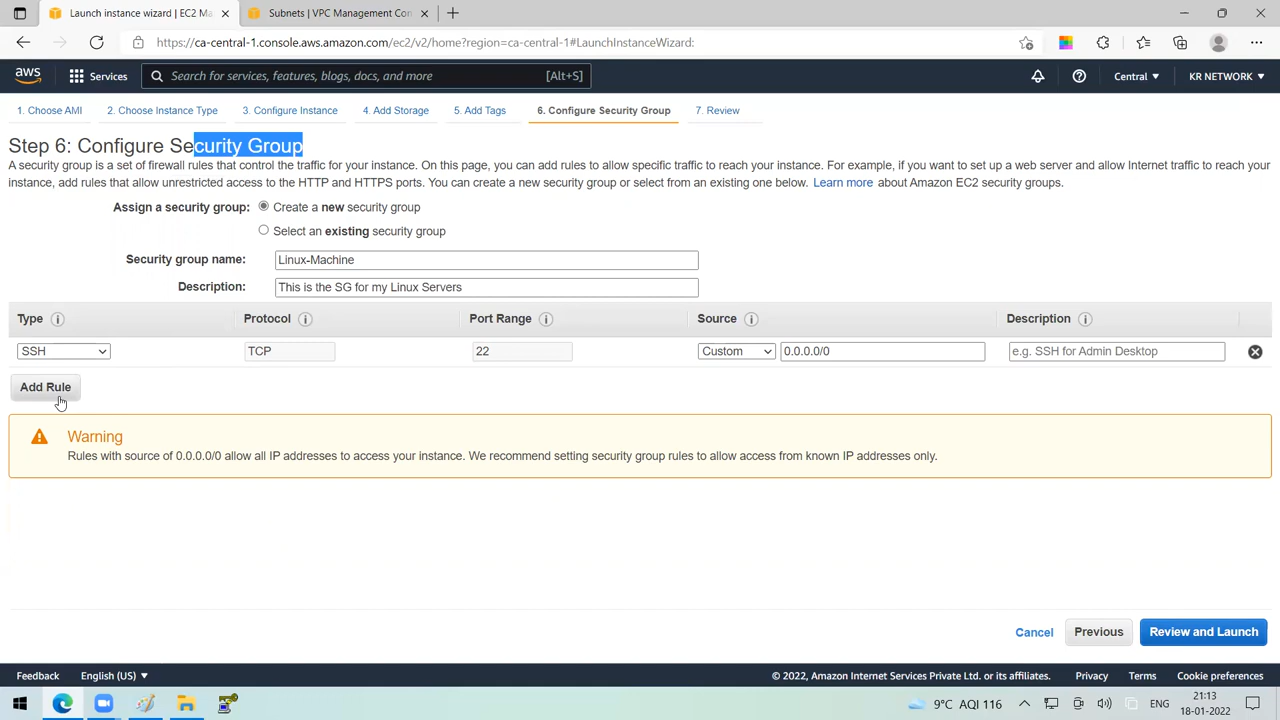 Launch instance wizard | EC2 Ma
Subnets | VPC Management Con
https://ca-central-1.console.aws.amazon.com/ec2/v2/home?region=ca-central-1#LaunchInstanceWizard:
aws
Services
Search for services, features, blogs, docs, and more
[Alt+S]
Central
KR NETWORK
1. Choose AMI
2. Choose Instance Type
3. Configure Instance
4. Add Storage
5. Add Tags
6. Configure Security Group
7. Review
Step 6: Configure Security Group
A security group is a set of firewall rules that control the traffic for your instance. On this page, you can add rules to allow specific traffic to reach your instance. For example, if you want to set up a web server and allow Internet traffic to reach your
instance, add rules that allow unrestricted access to the HTTP and HTTPS ports. You can create a new security group or select from an existing one below. Learn more about Amazon EC2 security groups.
Assign a security group:
Create a new security group
Select an existing security group
Security group name:
Linux-Machine
Description:
This is the SG for my Linux Servers
Type
Protocol
Port Range
Source
Description
SSH
TCP
22
Custom
0.0.0.0/0
e.g. SSH for Admin Desktop
Add Rule
Warning
Rules with source of 0.0.0.0/0 allow all IP addresses to access your instance. We recommend setting security group rules to allow access from known IP addresses only.
Cancel
Previous
Review and Launch
Feedback
English (US)
© 2022, Amazon Internet Services Private Ltd. or its affiliates.
Privacy
Terms
Cookie preferences
9°C AQI 116
ENG
21:13
18-01-2022